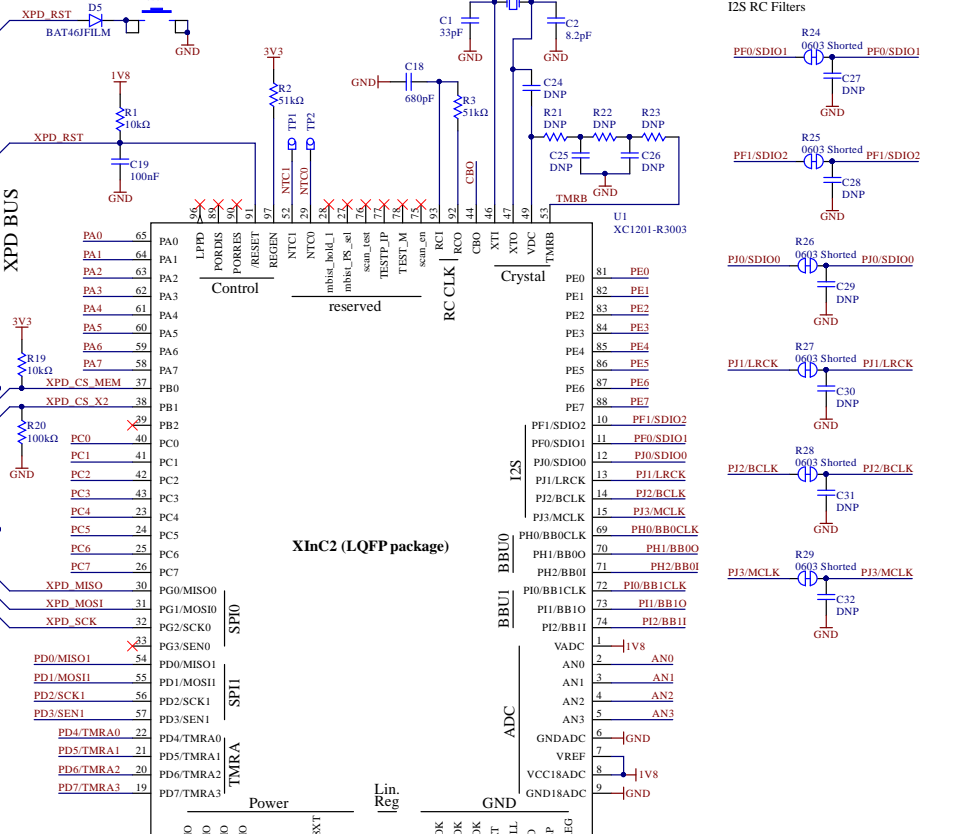 I2S RC Filters
XPD_RST
D5
BAT46JFILM
GND
C1
33pF
GND
C2
8.2pF
GND
1V8
R1
10kΩ
XPD_RST
C19
100nF
GND
3V3
R2
51kΩ
TP1
TP2
NTC1
NTC0
GND
C18
680pF
R3
51kΩ
CBO
C24
DNP
R21
DNP
R22
DNP
R23
DNP
C25
DNP
C26
DNP
GND
TMRB
U1
XC1201-R3003
XPD BUS
96 89 90 91 97 52 29 28 27 76 77 78 75 93 92 44 46 47 49 53
LPPD
PORDIS
PORRES
/RESET
REGEN
NTC1
NTC0
mbist_hold_1
mbist_PS_sel
scan_test
TESTP_IP
TEST_M
scan_en
RCI
RCO
CBO
XTI
XTO
VDC
TMRB
Control
reserved
RC CLK
Crystal
PA0 65 PA0
PA1 64 PA1
PA2 63 PA2
PA3 62 PA3
PA4 61 PA4
PA5 60 PA5
PA6 59 PA6
PA7 58 PA7
3V3
R19
10kΩ
XPD_CS_MEM 37 PB0
XPD_CS_X2 38 PB1
39 PB2
R20
100kΩ
GND
PC0 40 PC0
PC1 41 PC1
PC2 42 PC2
PC3 43 PC3
PC4 23 PC4
PC5 24 PC5
PC6 25 PC6
PC7 26 PC7
XPD_MISO 30 PG0/MISO0
XPD_MOSI 31 PG1/MOSI0
XPD_SCK 32 PG2/SCK0
33 PG3/SEN0
SPI0
PD0/MISO1 54 PD0/MISO1
PD1/MOSI1 55 PD1/MOSI1
PD2/SCK1 56 PD2/SCK1
PD3/SEN1 57 PD3/SEN1
SPI1
PD4/TMRA0 22 PD4/TMRA0
PD5/TMRA1 21 PD5/TMRA1
PD6/TMRA2 20 PD6/TMRA2
PD7/TMRA3 19 PD7/TMRA3
TMRA
XInC2 (LQFP package)
PE0 81 PE0
PE1 82 PE1
PE2 83 PE2
PE3 84 PE3
PE4 85 PE4
PE5 86 PE5
PE6 87 PE6
PE7 88 PE7
PF1/SDIO2 10 PF1/SDIO2
PF0/SDIO1 11 PF0/SDIO1
PJ0/SDIO0 12 PJ0/SDIO0
PJ1/LRCK 13 PJ1/LRCK
PJ2/BCLK 14 PJ2/BCLK
PJ3/MCLK 15 PJ3/MCLK
I2S
PH0/BB0CLK 69 PH0/BB0CLK
PH1/BB0O 70 PH1/BB0O
PH2/BB0I 71 PH2/BB0I
BBU0
PI0/BB1CLK 72 PI0/BB1CLK
PI1/BB1O 73 PI1/BB1O
PI2/BB1I 74 PI2/BB1I
BBU1
VADC 1 1V8
AN0 2 AN0
AN1 3 AN1
AN2 4 AN2
AN3 5 AN3
GNDADC 6 GND
VREF 7
VCC18ADC 8 1V8
GND18ADC 9 GND
ADC
Power
Lin.
Reg
GND
R24
0603 Shorted
PF0/SDIO1 PF0/SDIO1
C27
DNP
GND
R25
0603 Shorted
PF1/SDIO2 PF1/SDIO2
C28
DNP
GND
R26
0603 Shorted
PJ0/SDIO0 PJ0/SDIO0
C29
DNP
GND
R27
0603 Shorted
PJ1/LRCK PJ1/LRCK
C30
DNP
GND
R28
0603 Shorted
PJ2/BCLK PJ2/BCLK
C31
DNP
GND
R29
0603 Shorted
PJ3/MCLK PJ3/MCLK
C32
DNP
GND